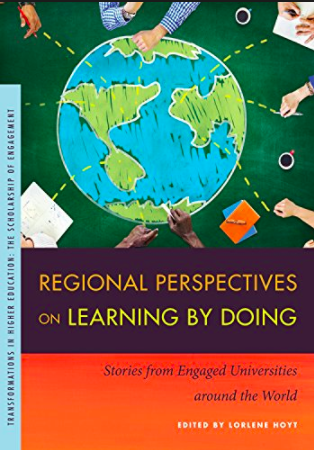 TRANSFORMATIONS IN HIGHER EDUCATION: THE SCHOLARSHIP OF ENGAGEMENT
REGIONAL PERSPECTIVES
ON LEARNING BY DOING
Stories from Engaged Universities
around the World
EDITED BY LORLENE HOYT